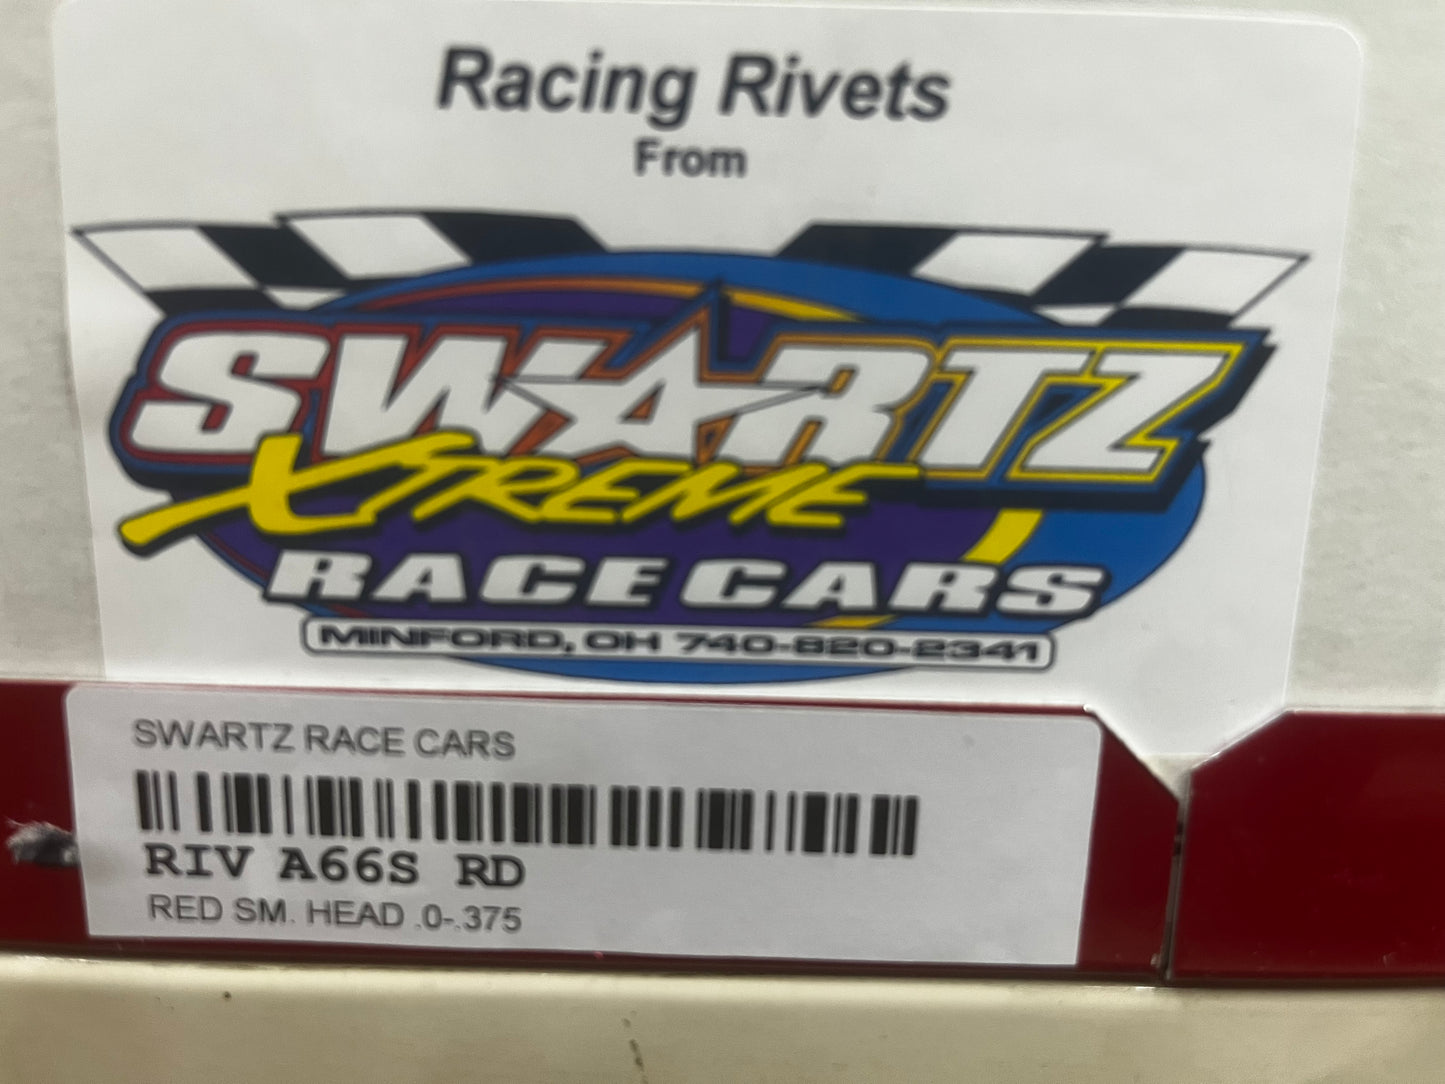 Racing Rivets
From
SWARTZ
XTREME
RACE CARS
MINFORD, OH 740-820-2341
SWARTZ RACE CARS
RIV A66S RD
RED SM. HEAD .0-.375